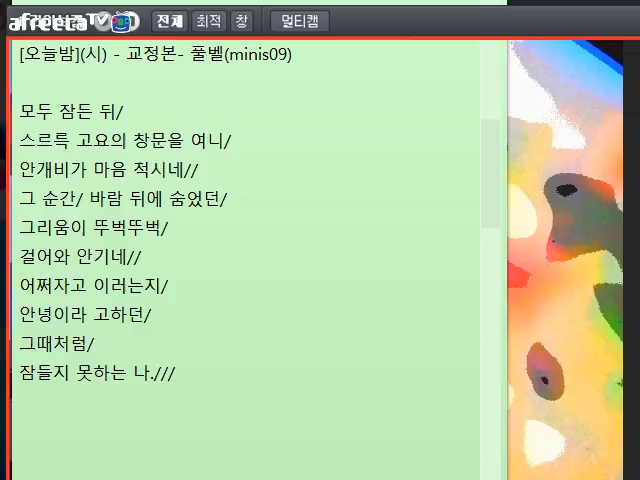 afreecaTV 전체 최적 창 멀티캠
[오늘밤](시) - 교정본- 풀벨(minis09)
모두 잠든 뒤/
스르륵 고요의 창문을 여니/
안개비가 마음 적시네//
그 순간/ 바람 뒤에 숨었던/
그리움이 뚜벅뚜벅/
걸어와 안기네//
어쩌자고 이러는지/
안녕이라 고하던/
그때처럼/
잠들지 못하는 나.///